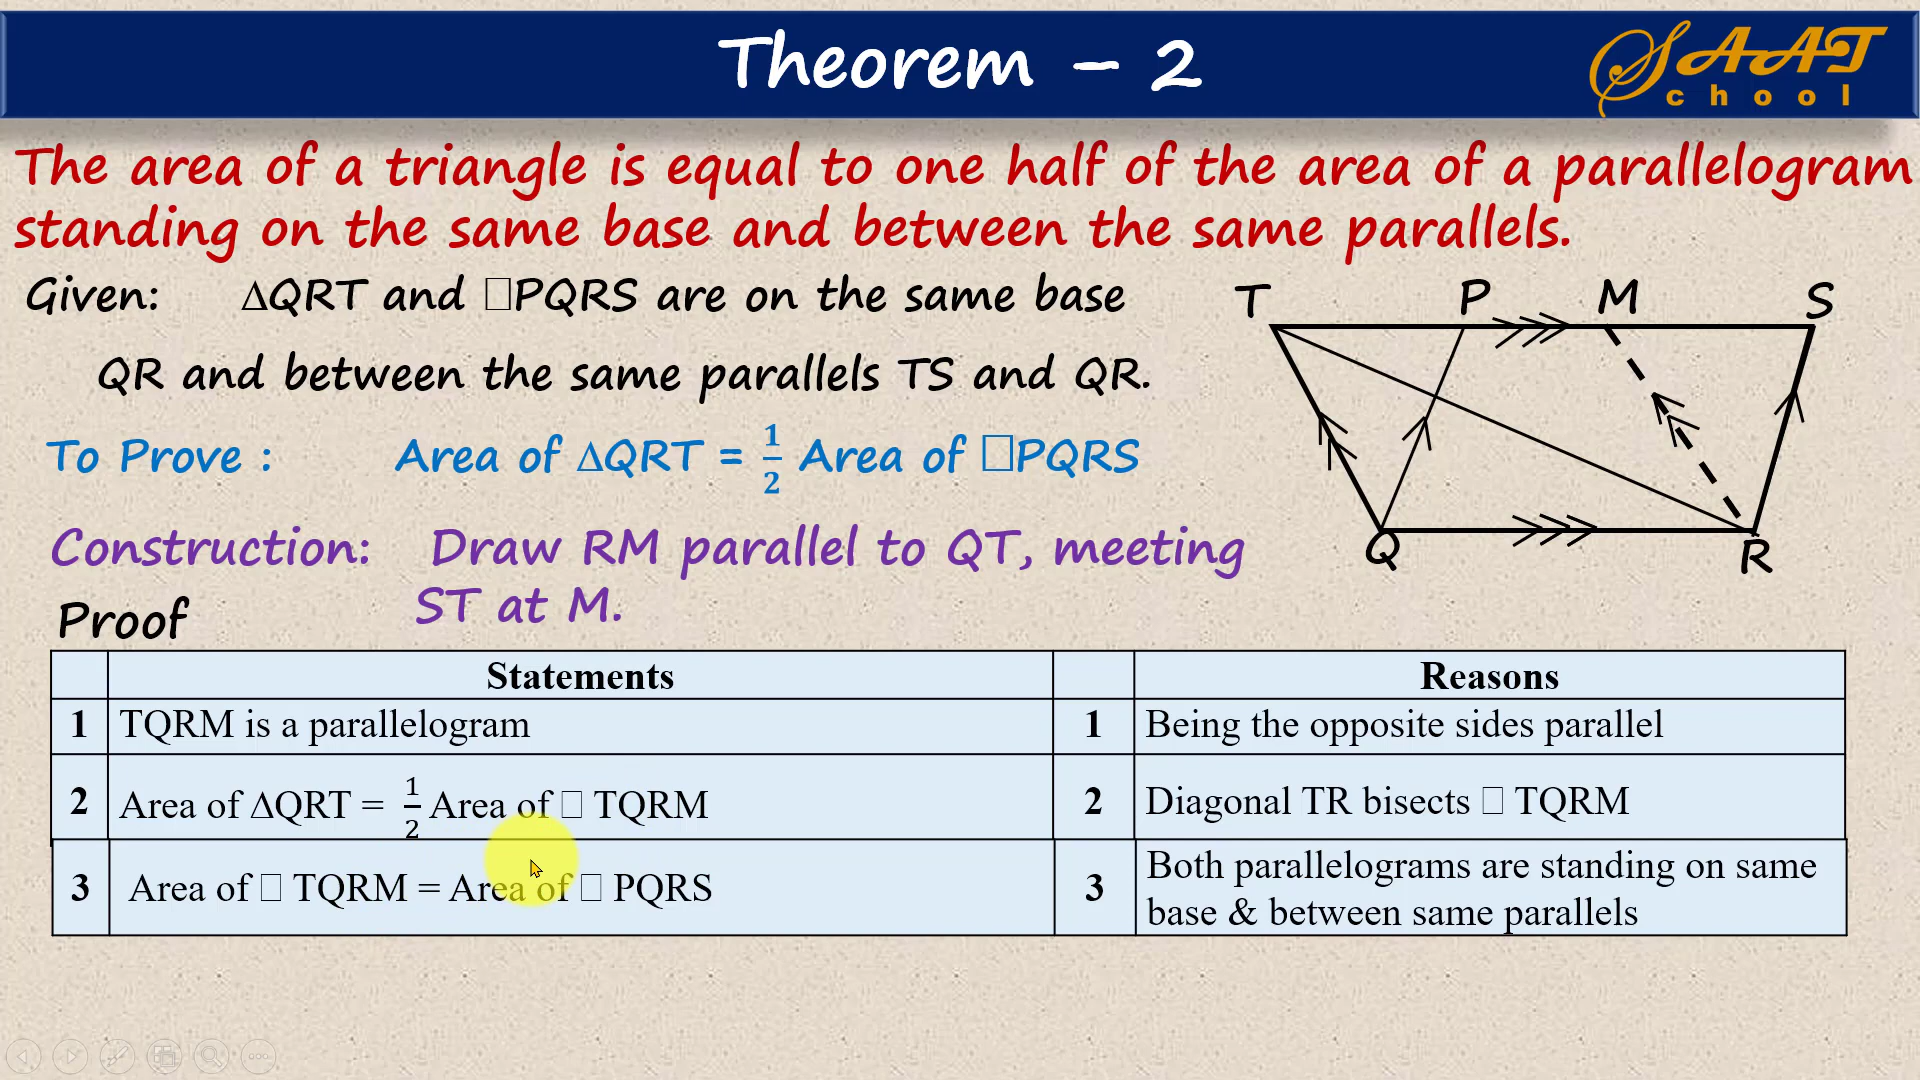 Theorem – 2
SAAT
chool
The area of a triangle is equal to one half of the area of a parallelogram
standing on the same base and between the same parallels.
Given: ∆QRT and □PQRS are on the same base
QR and between the same parallels TS and QR.
To Prove : Area of ∆QRT = 1/2 Area of □PQRS
Construction: Draw RM parallel to QT, meeting
ST at M.
T P M S
Q R
Proof
Statements Reasons
1 TQRM is a parallelogram 1 Being the opposite sides parallel
2 Area of ∆QRT = 1/2 Area of □ TQRM 2 Diagonal TR bisects □ TQRM
3 Area of □ TQRM = Area of □ PQRS 3 Both parallelograms are standing on same
base & between same parallels